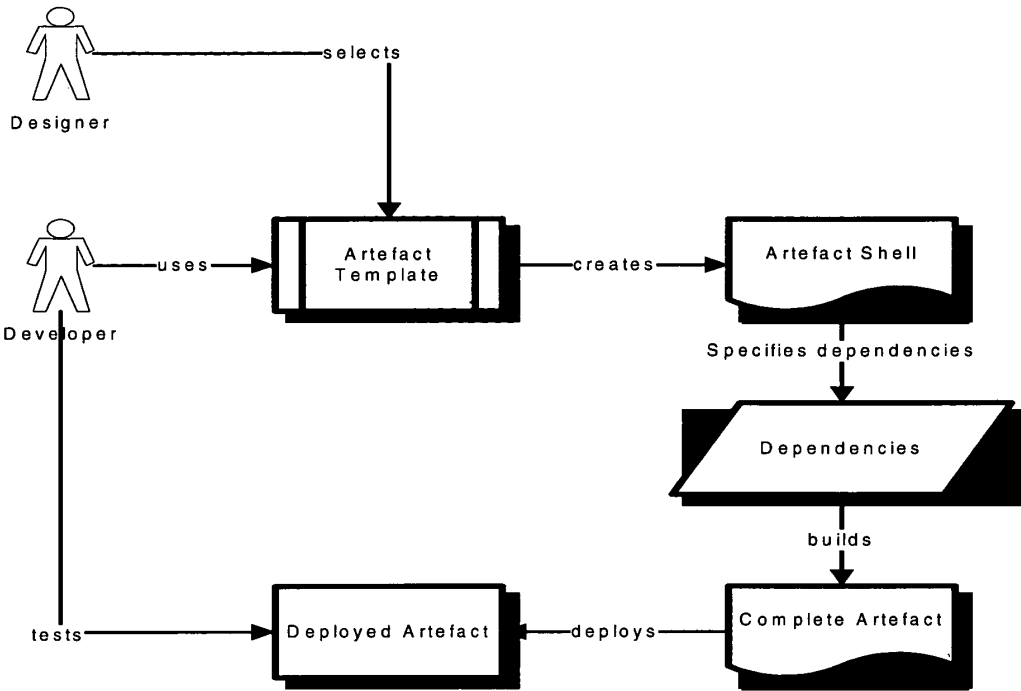 selects
Designer
uses
Artefact
Template
creates
Artefact Shell
Developer
Specifies dependencies
Dependencies
builds
tests
Deployed Artefact
deploys
Complete Artefact